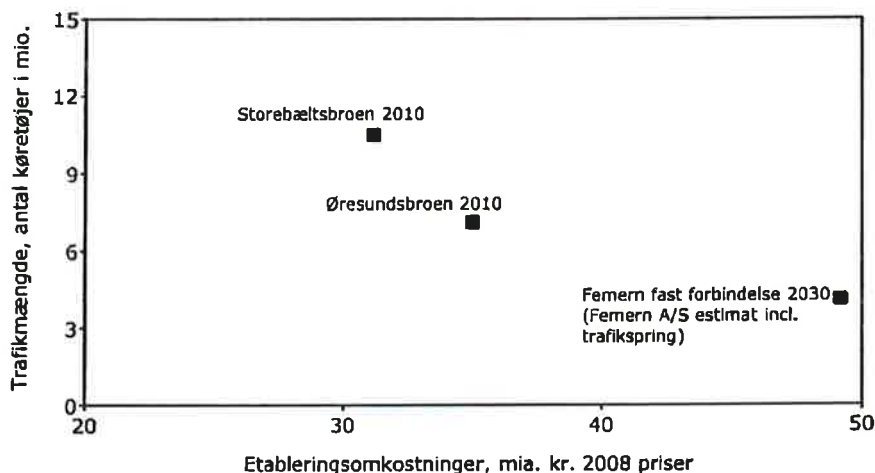 Trafikmængde, antal køretøjer i mio.
15
12
9
6
3
0
Storebæltsbroen 2010
Øresundsbroen 2010
Femern fast forbindelse 2030
(Femern A/S estimat incl.
trafikspring)
20
30
40
50
Etableringsomkostninger, mia. kr. 2008 priser